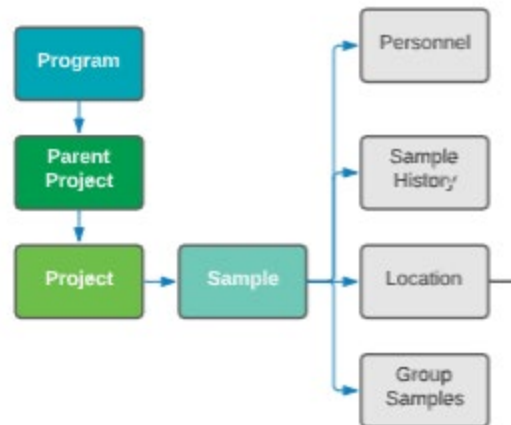 Program
Personnel
Parent
Project
Sample
History
Project
Sample
Location
Group
Samples